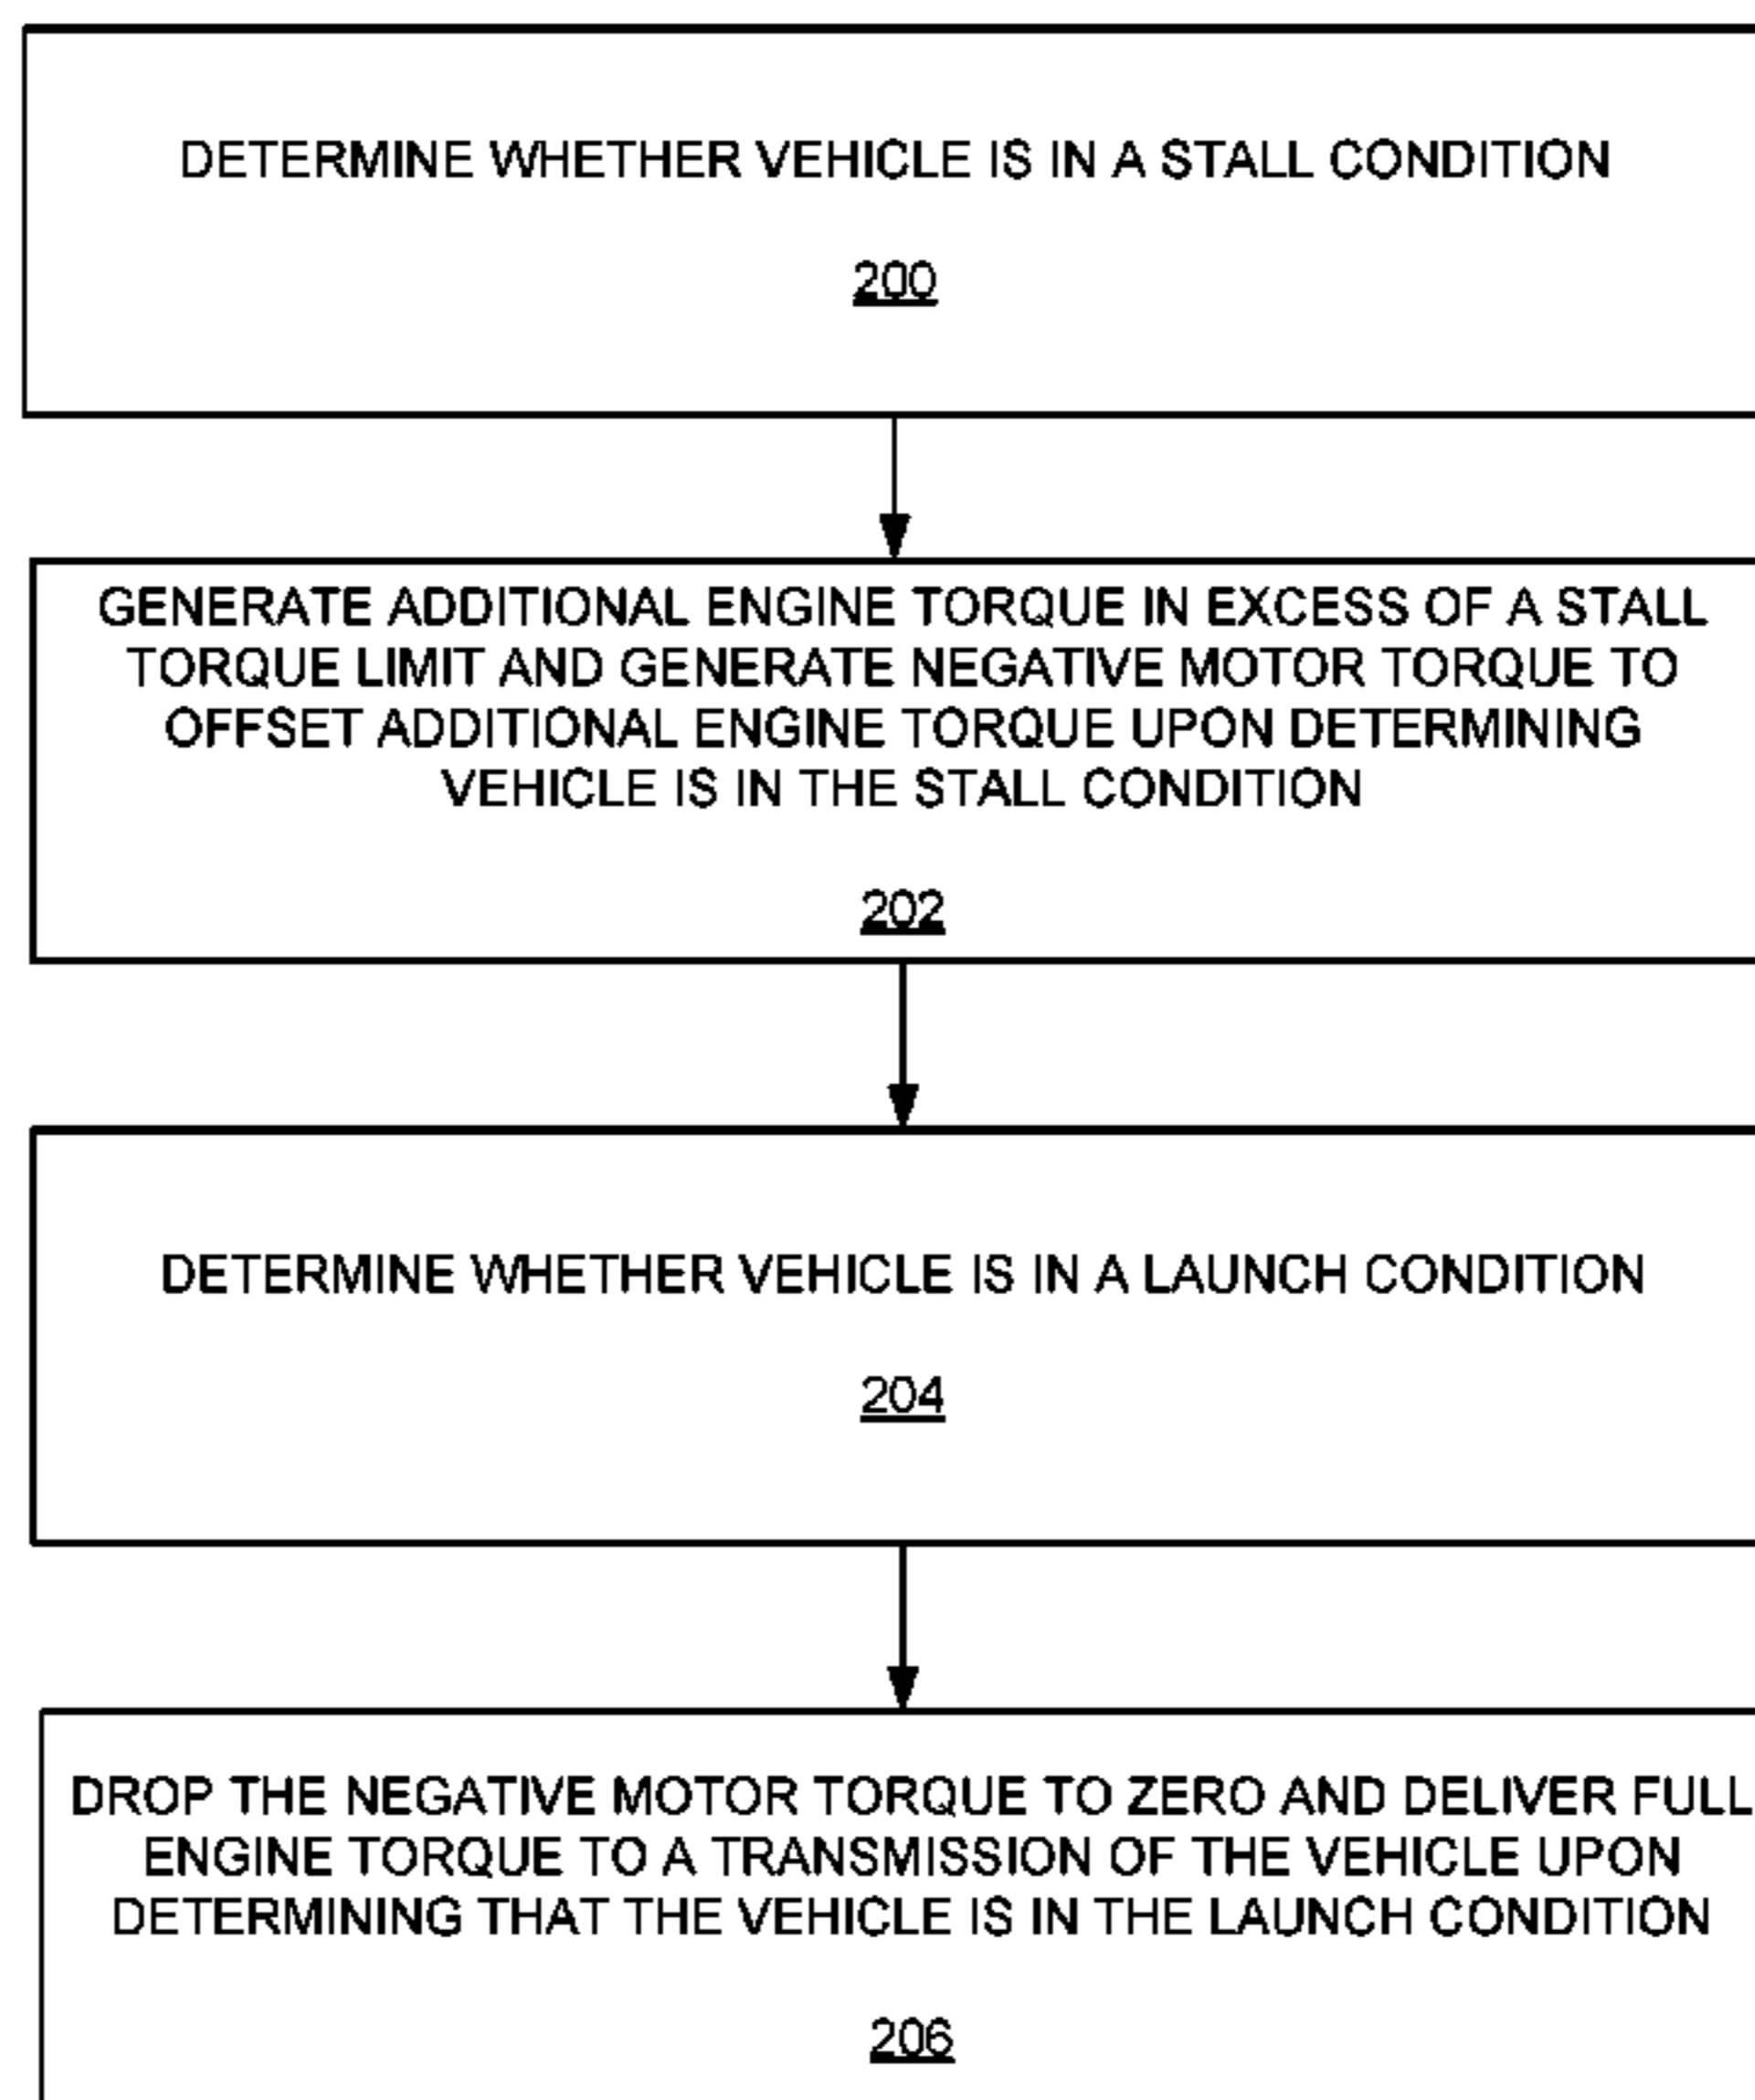 DETERMINE WHETHER VEHICLE IS IN A STALL CONDITION
200
GENERATE ADDITIONAL ENGINE TORQUE IN EXCESS OF A STALL
TORQUE LIMIT AND GENERATE NEGATIVE MOTOR TORQUE TO
OFFSET ADDITIONAL ENGINE TORQUE UPON DETERMINING
VEHICLE IS IN THE STALL CONDITION
202
DETERMINE WHETHER VEHICLE IS IN A LAUNCH CONDITION
204
DROP THE NEGATIVE MOTOR TORQUE TO ZERO AND DELIVER FULL
ENGINE TORQUE TO A TRANSMISSION OF THE VEHICLE UPON
DETERMINING THAT THE VEHICLE IS IN THE LAUNCH CONDITION
206